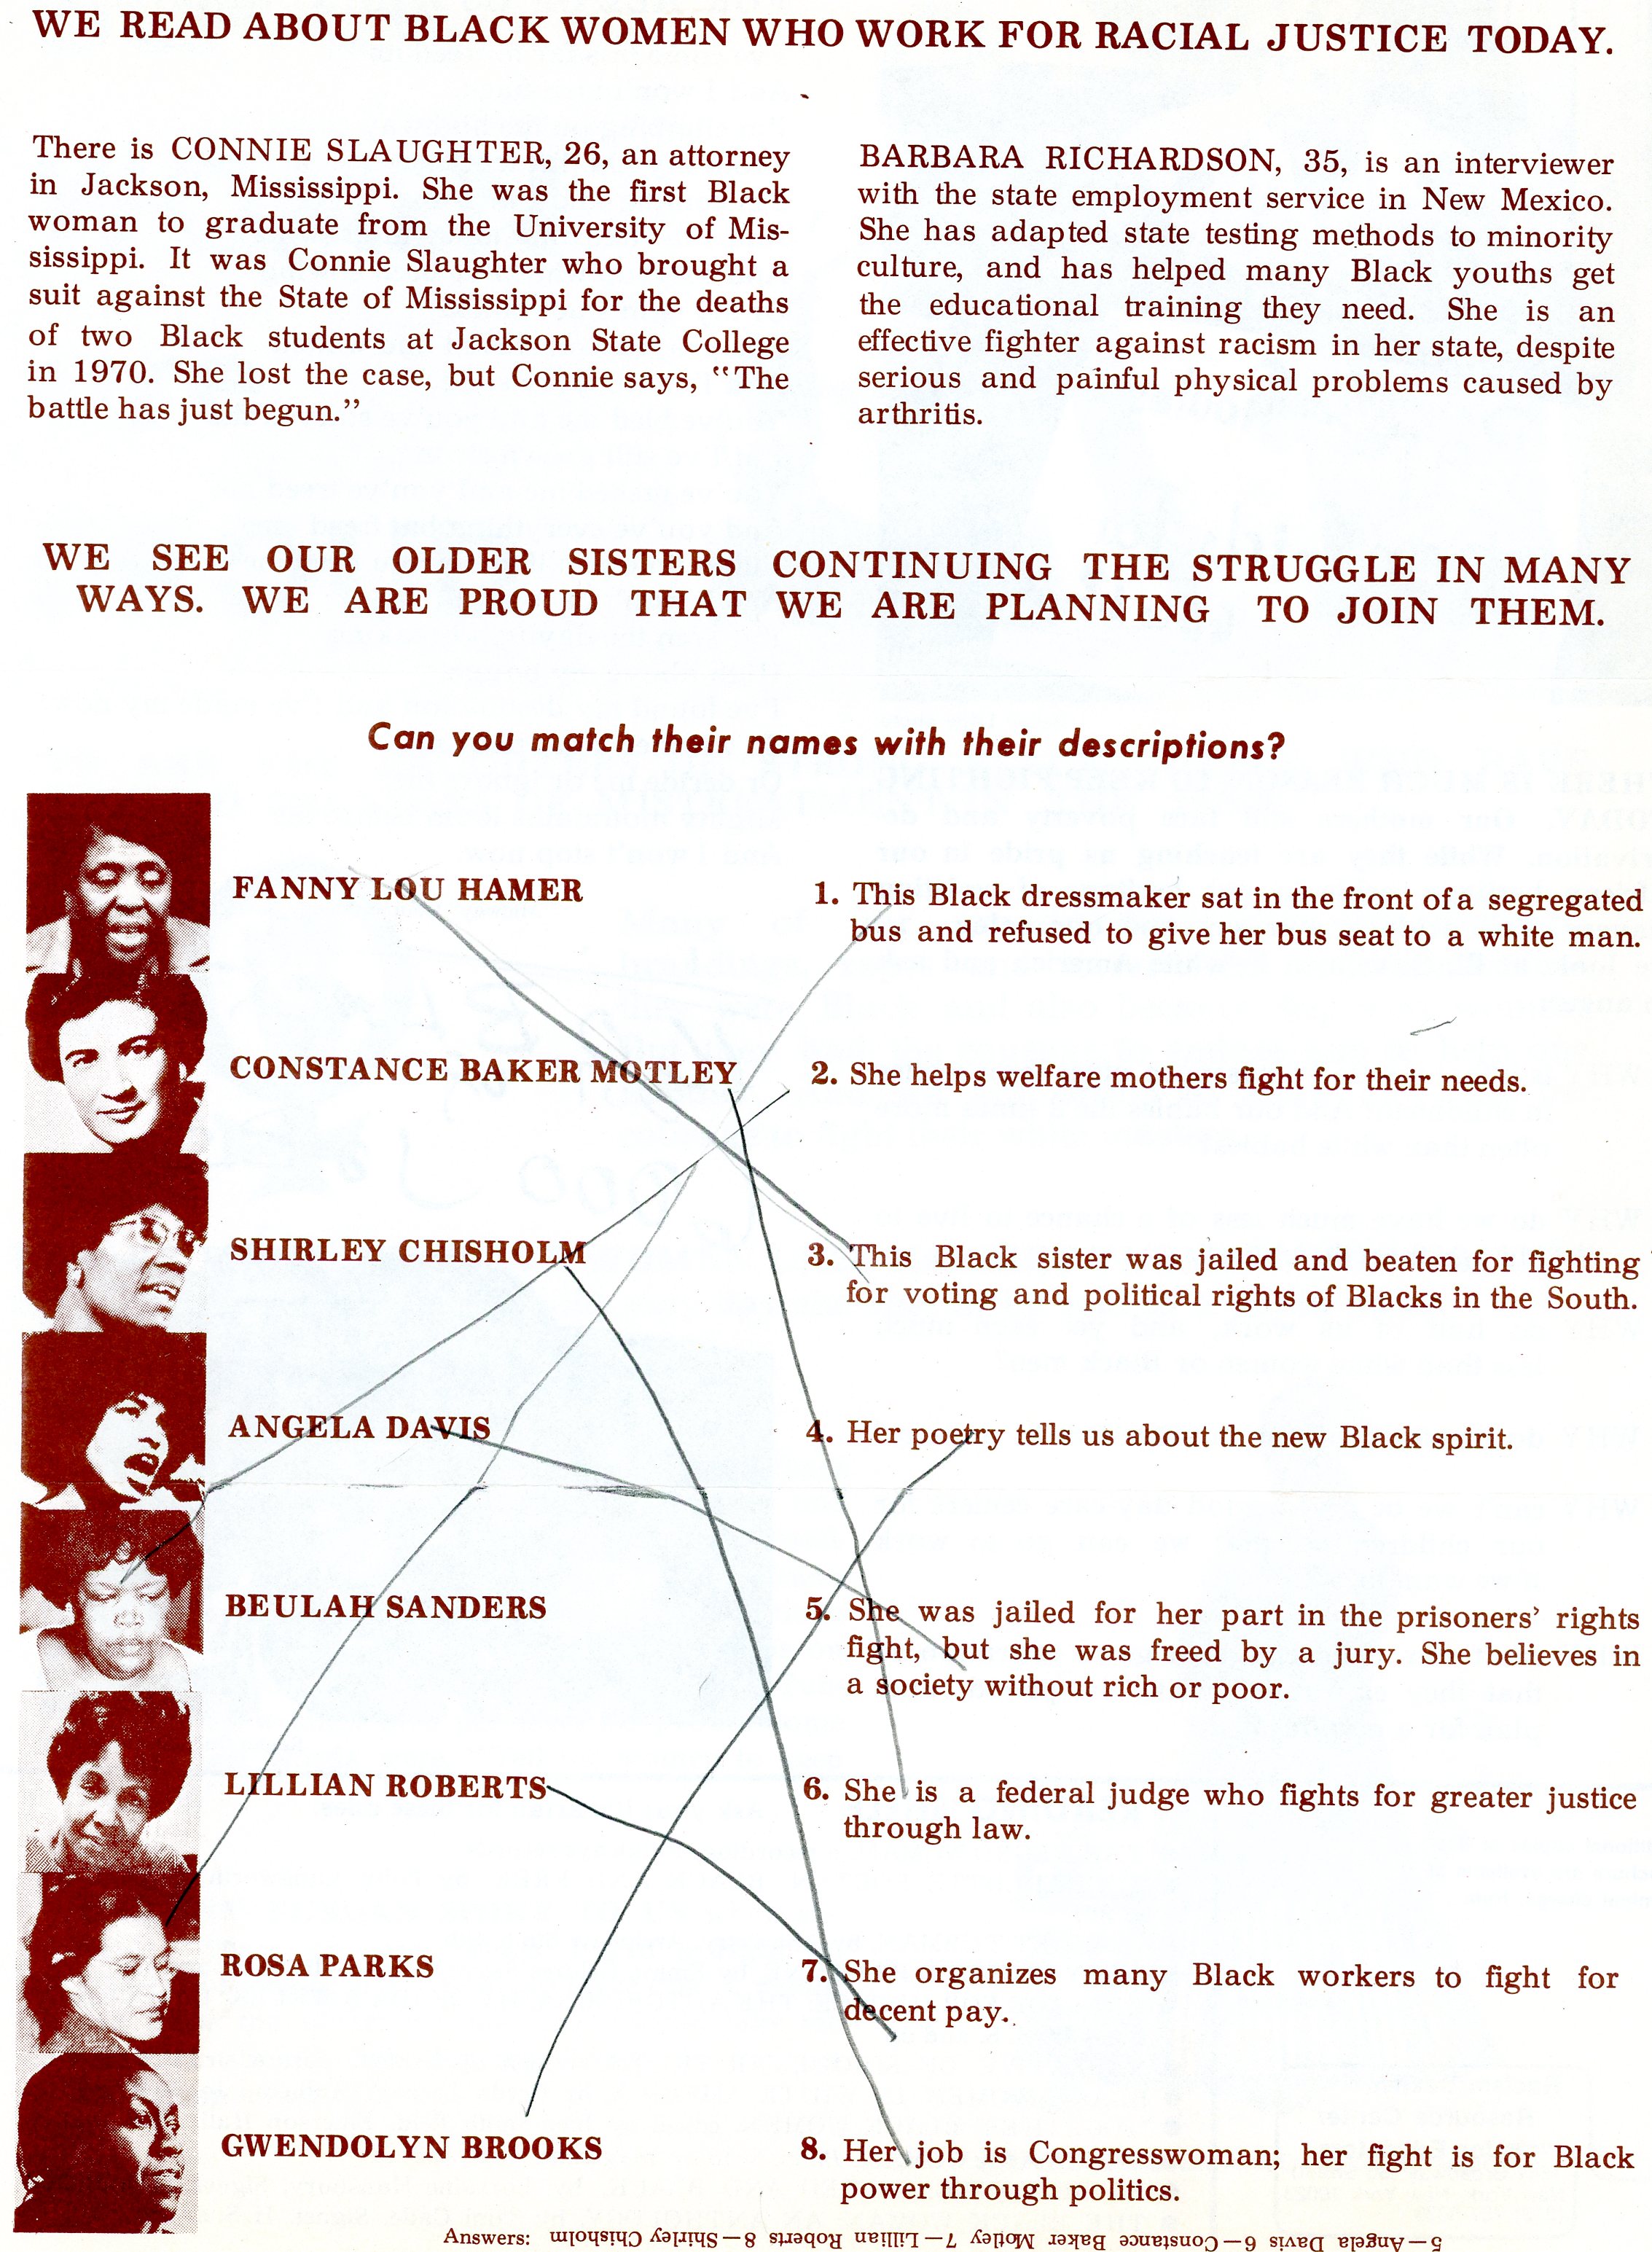 WE READ ABOUT BLACK WOMEN WHO WORK FOR RACIAL JUSTICE TODAY.
There is CONNIE SLAUGHTER, 26, an attorney
in Jackson, Mississippi. She was the first Black
woman to graduate from the University of Mis-
sissippi. It was Connie Slaughter who brought a
suit against the State of Mississippi for the deaths
of two Black students at Jackson State College
in 1970. She lost the case, but Connie says, "The
battle has just begun."
BARBARA RICHARDSON, 35, is an interviewer
with the state employment service in New Mexico.
She has adapted state testing methods to minority
culture, and has helped many Black youths get
the educational training they need. She is an
effective fighter against racism in her state, despite
serious and painful physical problems caused by
arthritis.
WE SEE OUR OLDER SISTERS CONTINUING THE STRUGGLE IN MANY
WAYS. WE ARE PROUD THAT WE ARE PLANNING TO JOIN THEM.
Can you match their names with their descriptions?
FANNY LOU HAMER
CONSTANCE BAKER MOTLEY
SHIRLEY CHISHOLM
ANGELA DAVIS
BEULAH SANDERS
LILLIAN ROBERTS
ROSA PARKS
GWENDOLYN BROOKS
1. This Black dressmaker sat in the front of a segregated
bus and refused to give her bus seat to a white man.
2. She helps welfare mothers fight for their needs.
3. This Black sister was jailed and beaten for fighting
for voting and political rights of Blacks in the South.
4. Her poetry tells us about the new Black spirit.
5. She was jailed for her part in the prisoners' rights
fight, but she was freed by a jury. She believes in
a society without rich or poor.
6. She is a federal judge who fights for greater justice
through law.
7. She organizes many Black workers to fight for
decent pay.
8. Her job is Congresswoman; her fight is for Black
power through politics.
Answers:
5—Angela Davis 6—Constance Baker Motley 7—Lillian Roberts 8—Shirley Chisholm